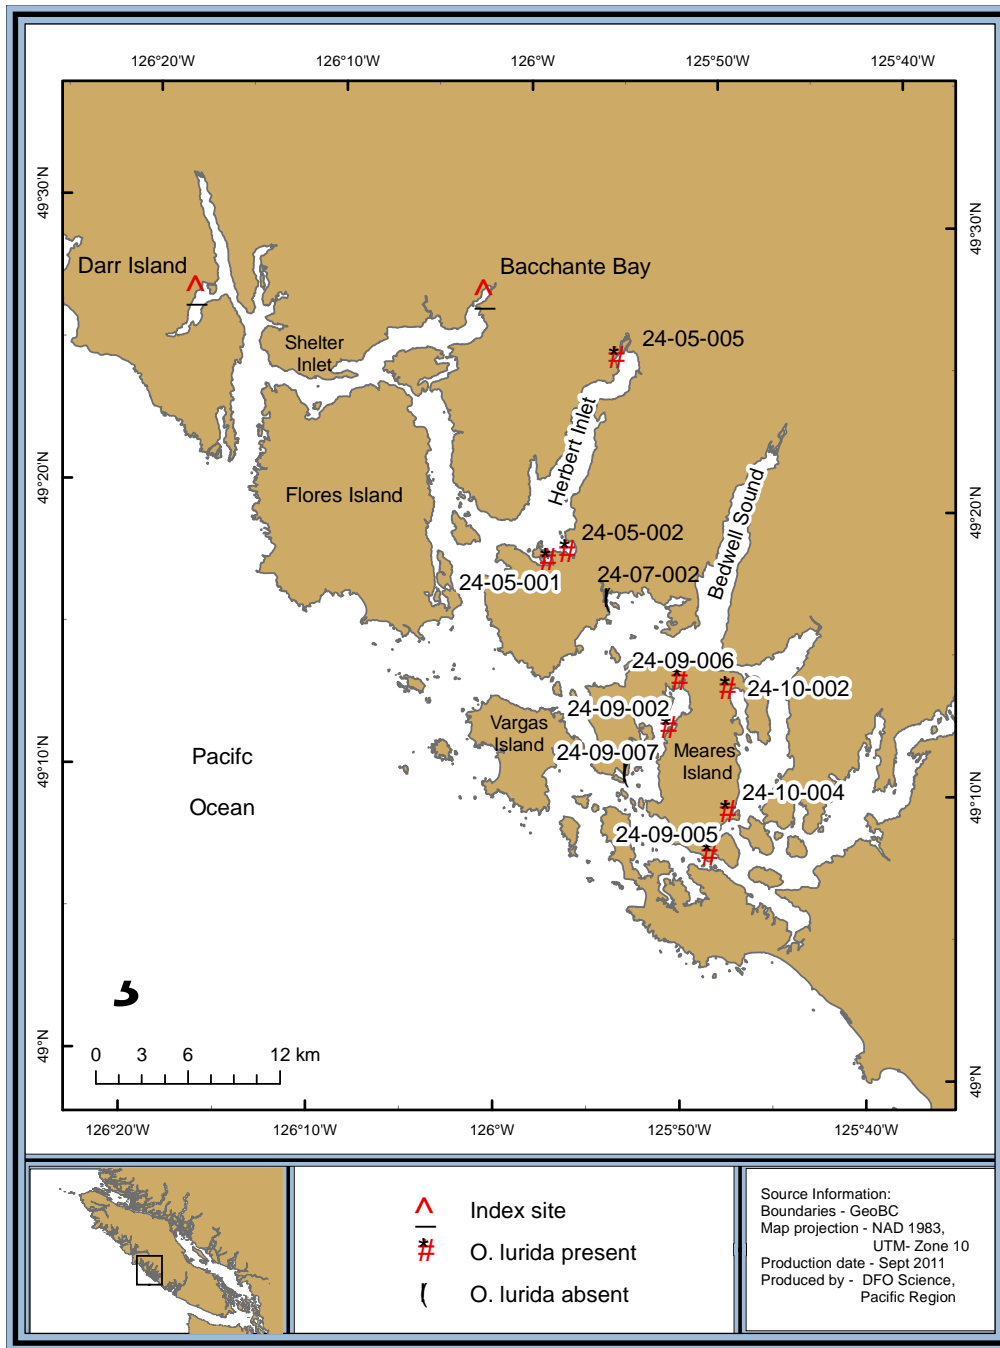 126°20'W 126°10'W 126°W 125°50'W 125°40'W
49°30'N
49°30'N
Darr Island
Bacchante Bay
Shelter
Inlet
24-05-005
Herbert Inlet
49°20'N
Flores Island
49°20'N
Bedwell Sound
24-05-002
24-05-001
24-07-002
24-09-006
24-10-002
24-09-002
Vargas
Island
24-09-007
Meares
Island
49°10'N
Pacifc
Ocean
24-10-004
49°10'N
24-09-005
49°N
0 3 6 12 km
49°N
126°20'W 126°10'W 126°W 125°50'W 125°40'W
Index site
O. lurida present
O. lurida absent
Source Information:
Boundaries - GeoBC
Map projection - NAD 1983,
UTM- Zone 10
Production date - Sept 2011
Produced by - DFO Science,
Pacific Region